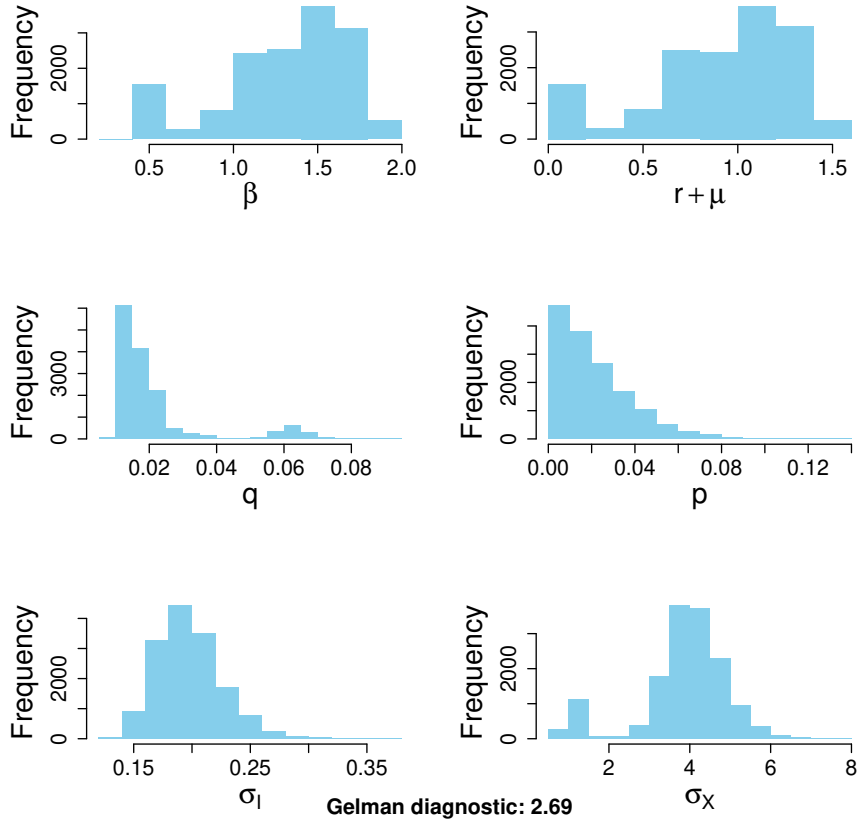 Frequency
0 2000
0.5 1.0 1.5 2.0
β
Frequency
0 2000
0.0 0.5 1.0 1.5
r + μ
Frequency
0 3000
0.02 0.04 0.06 0.08
q
Frequency
0 2000
0.00 0.04 0.08 0.12
p
Frequency
0 2000
0.15 0.25 0.35
σI
Frequency
0 2000
2 4 6 8
σX
Gelman diagnostic: 2.69